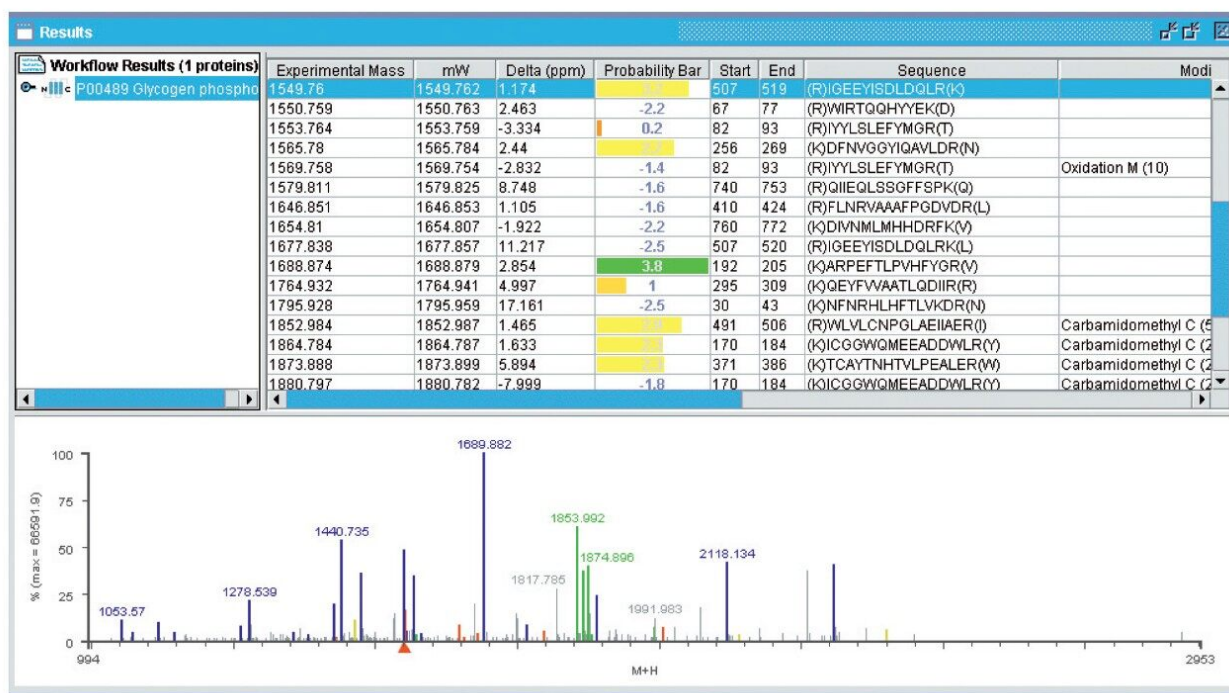 Results
Workflow Results (1 proteins)
N C P00489 Glycogen phospho
Experimental Mass mW Delta (ppm) Probability Bar Start End Sequence Modi
1549.76 1549.762 1.174 507 519 (R)IGEEYISDLDQLR(K)
1550.759 1550.763 2.463 -2.2 67 77 (R)WIRTQQHYYEK(D)
1553.764 1553.759 -3.334 0.2 82 93 (R)IYYLSLEFYMGR(T)
1565.78 1565.784 2.44 256 269 (K)DFNVGGYIQAVLDR(N)
1569.758 1569.754 -2.832 -1.4 82 93 (R)IYYLSLEFYMGR(T) Oxidation M (10)
1579.811 1579.825 8.748 -1.6 740 753 (R)QIIEQLSSGFFSPK(Q)
1646.851 1646.853 1.105 -1.6 410 424 (R)FLNRVAAAFPGDVDR(L)
1654.81 1654.807 -1.922 -2.2 760 772 (K)DIVNMLMHHDRFK(V)
1677.838 1677.857 11.217 -2.5 507 520 (R)IGEEYISDLDQLRK(L)
1688.874 1688.879 2.854 3.8 192 205 (K)ARPEFTLPVHFYGR(V)
1764.932 1764.941 4.997 1 295 309 (K)QEYFVVAATLQDIIR(R)
1795.928 1795.959 17.161 -2.5 30 43 (K)NFNRHLHFTLVKDR(N)
1852.984 1852.987 1.465 491 506 (R)WLVLCNPGLAEIIAER(I) Carbamidomethyl C (5
1864.784 1864.787 1.633 170 184 (K)ICGGWQMEEADDWLR(Y) Carbamidomethyl C (2
1873.888 1873.899 5.894 371 386 (K)TCAYTNHTVLPEALER(W) Carbamidomethyl C (2
1880.797 1880.782 -7.999 -1.8 170 184 (K)ICGGWQMEEADDWLR(Y) Carbamidomethyl C (2
% (max = 66591.9)
100
75
50
25
0
1689.882
1440.735
1853.992
1874.896
2118.134
1817.785
1278.539
1053.57
1991.983
994
M+H
2953